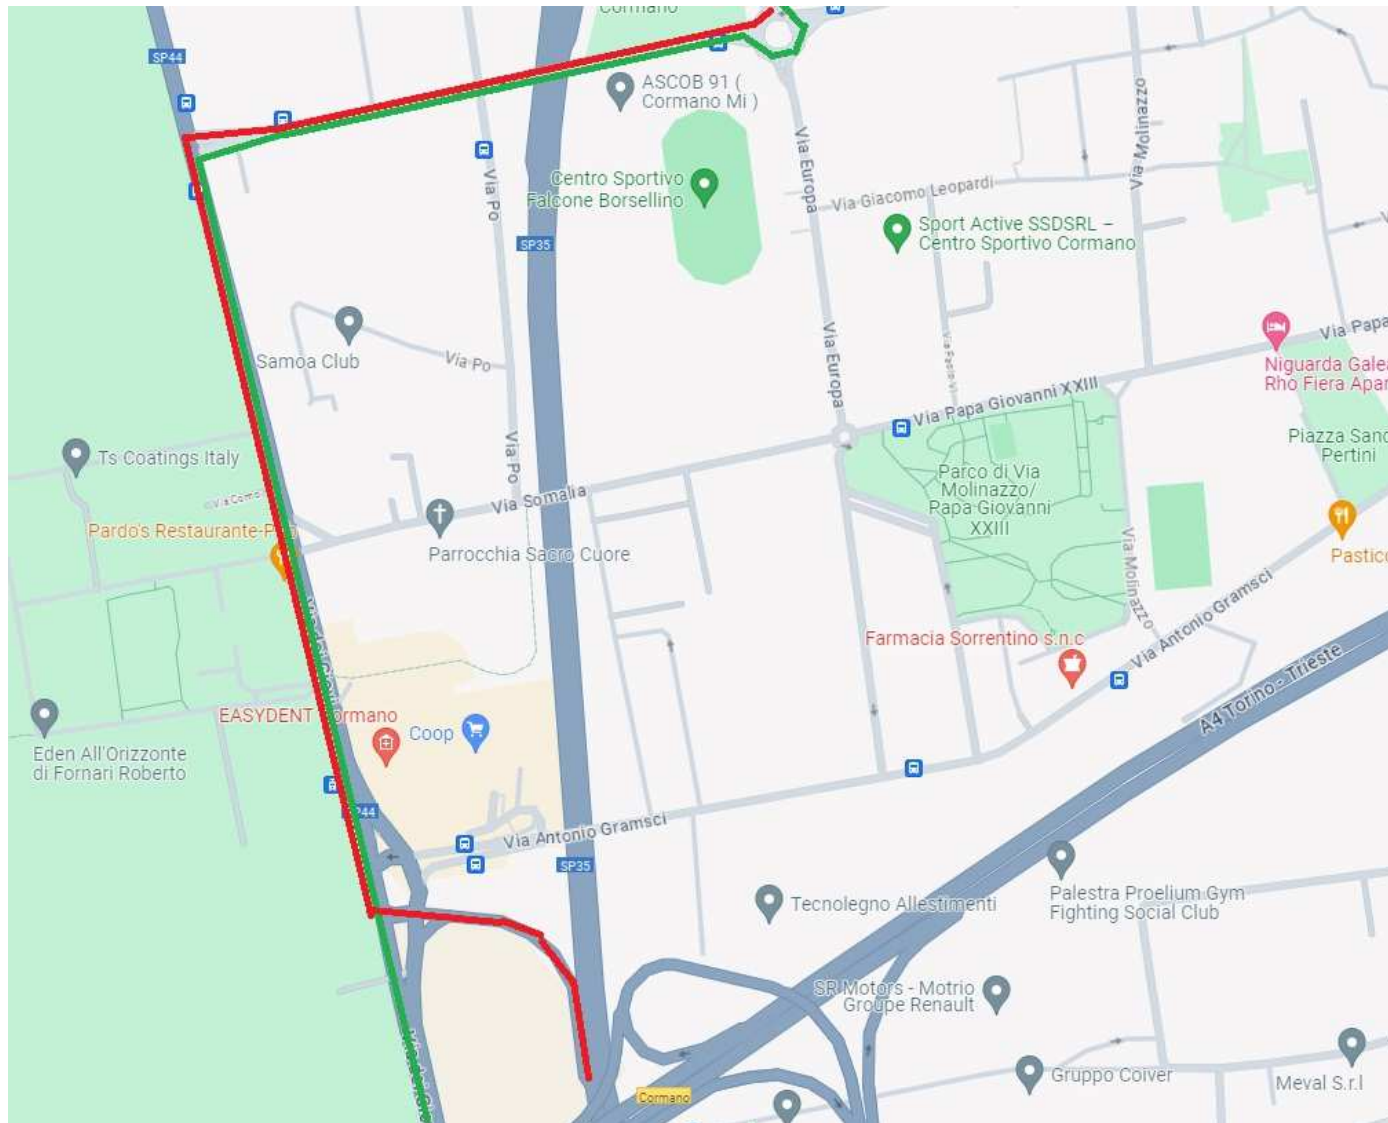 Cormano
SP44
ASCOB 91 (
Cormano Mi )
Via Europa
Via Molinazzo
Via Po
Centro Sportivo
Falcone Borsellino
Via Giacomo Leopardi
SP35
Sport Active SSDSRL –
Centro Sportivo Cormano
Samoa Club
Via Po
Via Europa
Via Papa
Niguarda Galea
Rho Fiera Apar
Via Papa Giovanni XXIII
Piazza Sand
Pertini
Ts Coatings Italy
Via Po
Via Somalia
Parco di Via
Molinazzo/
Papa Giovanni
XXIII
Via Como
Pardo's Restaurante-P
Parrocchia Sacro Cuore
Via Molinazzo
Pastico
Via Antonio Gramsci
Farmacia Sorrentino s.n.c
A4 Torino - Trieste
EASYDENT Cormano
Coop
Eden All'Orizzonte
di Fornari Roberto
SP44
Via Antonio Gramsci
SP35
Tecnolegno Allestimenti
Palestra Proelium Gym
Fighting Social Club
SR Motors - Motrio
Groupe Renault
Gruppo Coiver
Meval S.r.l
Cormano